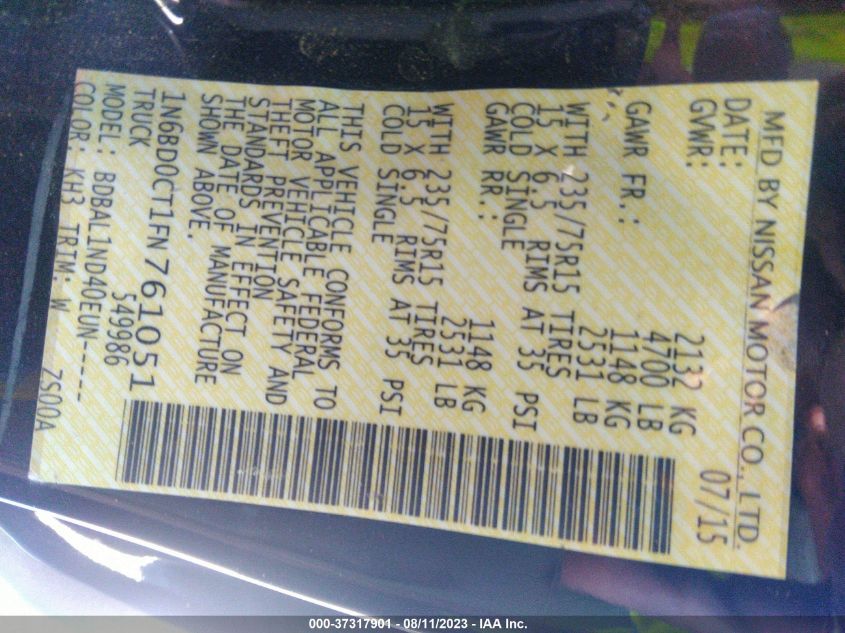 MFD BY NISSAN MOTOR CO., LTD.
DATE: 07/15
GVWR: 2132 KG
4700 LB
GAWR FR.: 1148 KG
2531 LB
WITH 235/75R15 TIRES
15 X 6.5 RIMS AT 35 PSI
COLD SINGLE
GAWR RR.: 1148 KG
2531 LB
WITH 235/75R15 TIRES
15 X 6.5 RIMS AT 35 PSI
COLD SINGLE
THIS VEHICLE CONFORMS TO
ALL APPLICABLE FEDERAL
MOTOR VEHICLE SAFETY AND
THEFT PREVENTION
STANDARDS IN EFFECT ON
THE DATE OF MANUFACTURE
SHOWN ABOVE.
1N6BD0CT1FN761051
TRUCK 549986
MODEL: BDBAL1ND40EUN-----
COLOR: KH3 TRIM: W 7S00A
000-37317901 - 08/11/2023 - IAA Inc.